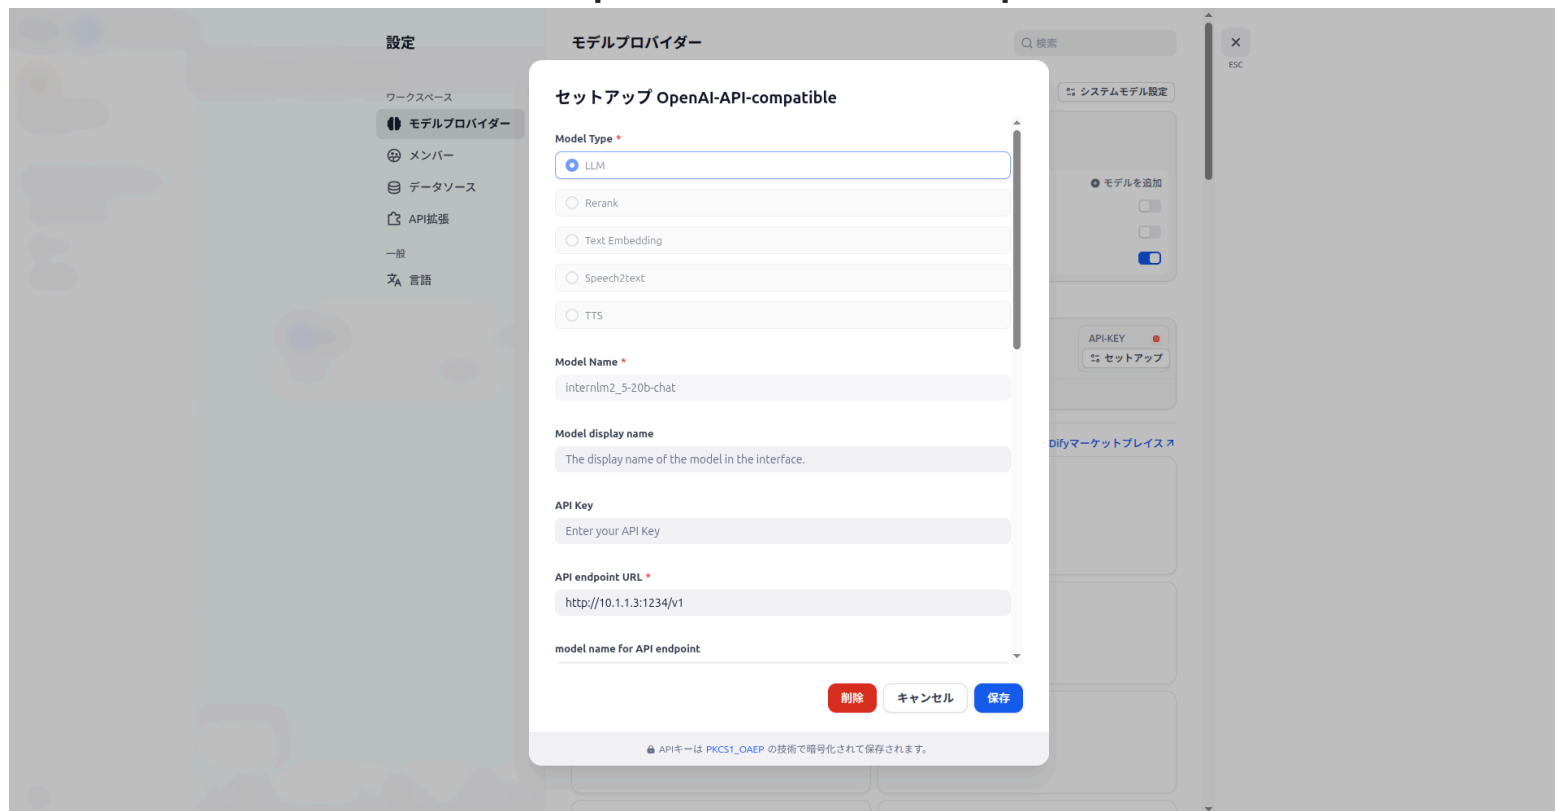 設定
モデルプロバイダー
検索
ESC
ワークスペース
モデルプロバイダー
メンバー
データソース
API拡張
一般
言語
システムモデル設定
モデルを追加
API-KEY
セットアップ
Difyマーケットプレイス
セットアップ OpenAI-API-compatible
Model Type *
LLM
Rerank
Text Embedding
Speech2text
TTS
Model Name *
internlm2_5-20b-chat
Model display name
The display name of the model in the interface.
API Key
Enter your API Key
API endpoint URL *
http://10.1.1.3:1234/v1
model name for API endpoint
削除
キャンセル
保存
APIキーは PKCS1_OAEP の技術で暗号化されて保存されます。